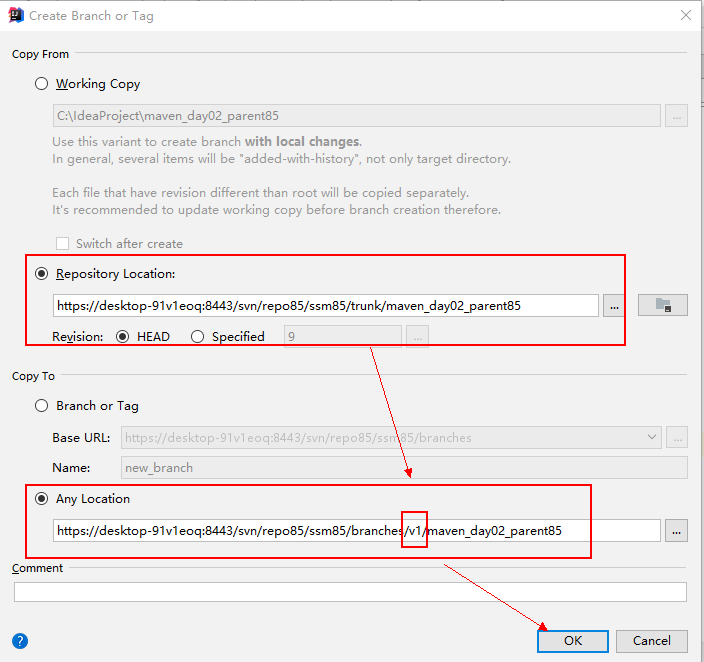 Create Branch or Tag
Copy From
Working Copy
C:\IdeaProject\maven_day02_parent85
...
Use this variant to create branch with local changes.
In general, several items will be "added-with-history", not only target directory.
Each file that have revision different than root will be copied separately.
It's recommended to update working copy before branch creation therefore.
Switch after create
Repository Location:
https://desktop-91v1eoq:8443/svn/repo85/ssm85/trunk/maven_day02_parent85
...
Revision: HEAD Specified 9 ...
Copy To
Branch or Tag
Base URL: https://desktop-91v1eoq:8443/svn/repo85/ssm85/branches ...
Name: new_branch
Any Location
https://desktop-91v1eoq:8443/svn/repo85/ssm85/branches/v1/maven_day02_parent85
...
Comment
? OK Cancel